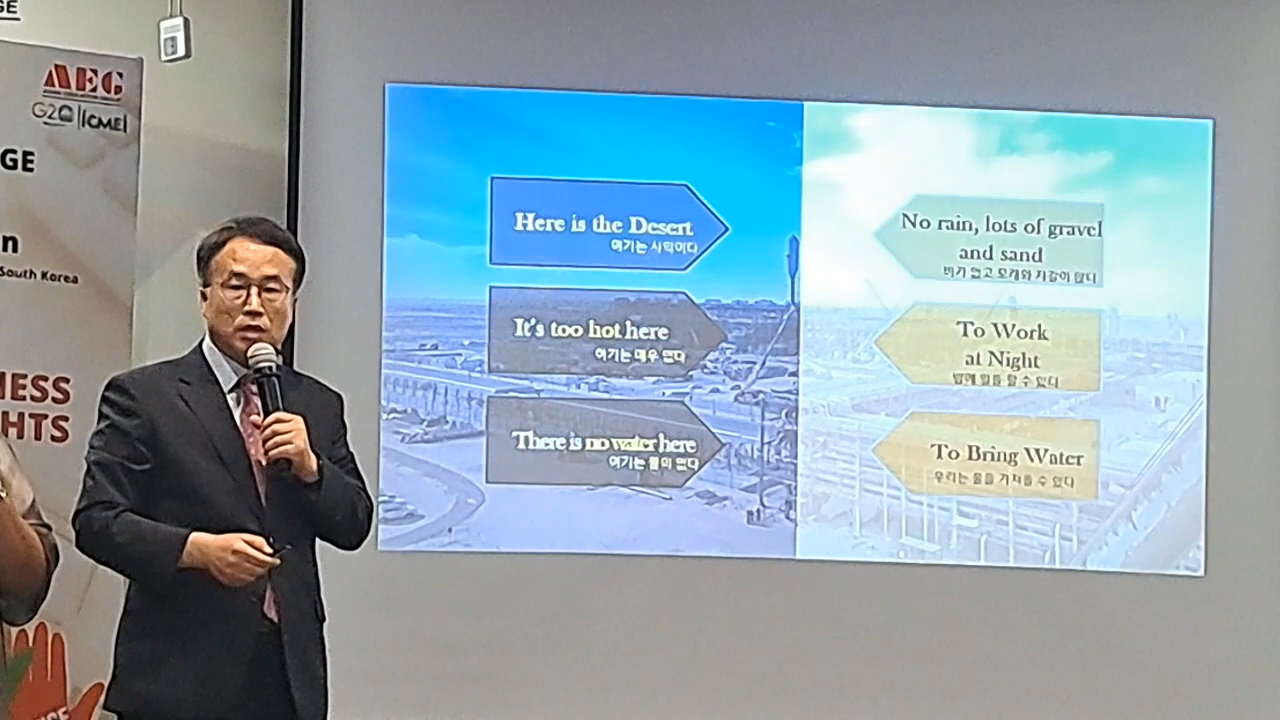 GE
AEG
G20 | ICMEI
GE
n
South Korea
NESS
HTS
Here is the Desert
여기는 사막이다
It's too hot here
여기는 매우 덥다
There is no water here
여기는 물이 없다
No rain, lots of gravel
and sand
비가 없고 모래와 자갈이 많다
To Work
at Night
밤에 일을 할 수 있다
To Bring Water
우리는 물을 가져올 수 있다